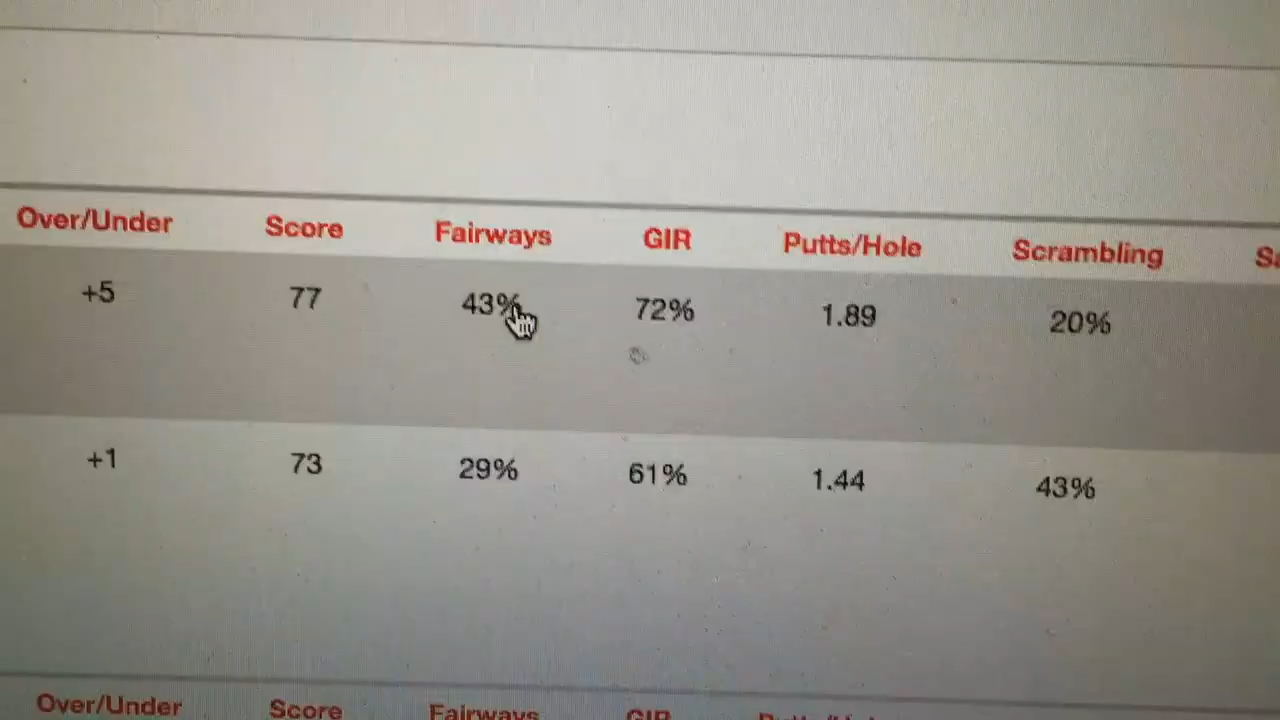 Over/Under Score Fairways GIR Putts/Hole Scrambling
+5 77 43% 72% 1.89 20%
+1 73 29% 61% 1.44 43%
Over/Under Score Fairways GIR